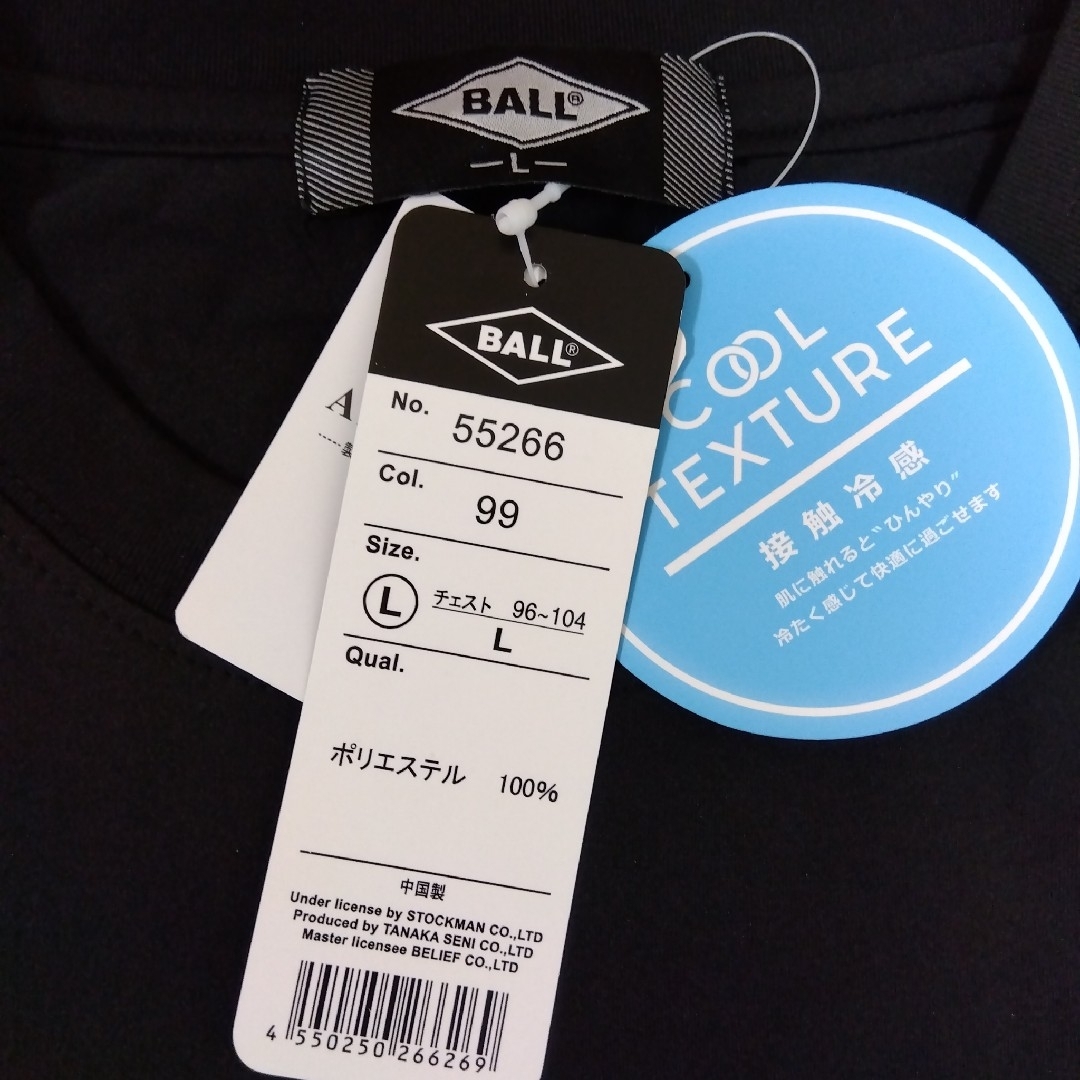 BALL®
L
BALL®
No. 55266
Col. 99
Size.
L チェスト 96~104
L
Qual.
ポリエステル 100%
中国製
Under license by STOCKMAN CO.,LTD
Produced by TANAKA SENI CO.,LTD
Master licensee BELIEF CO.,LTD
4 550250 266269
A
COOL
TEXTURE
接触冷感
肌に触れると〝ひんやり〟
冷たく感じて快適に過ごせます